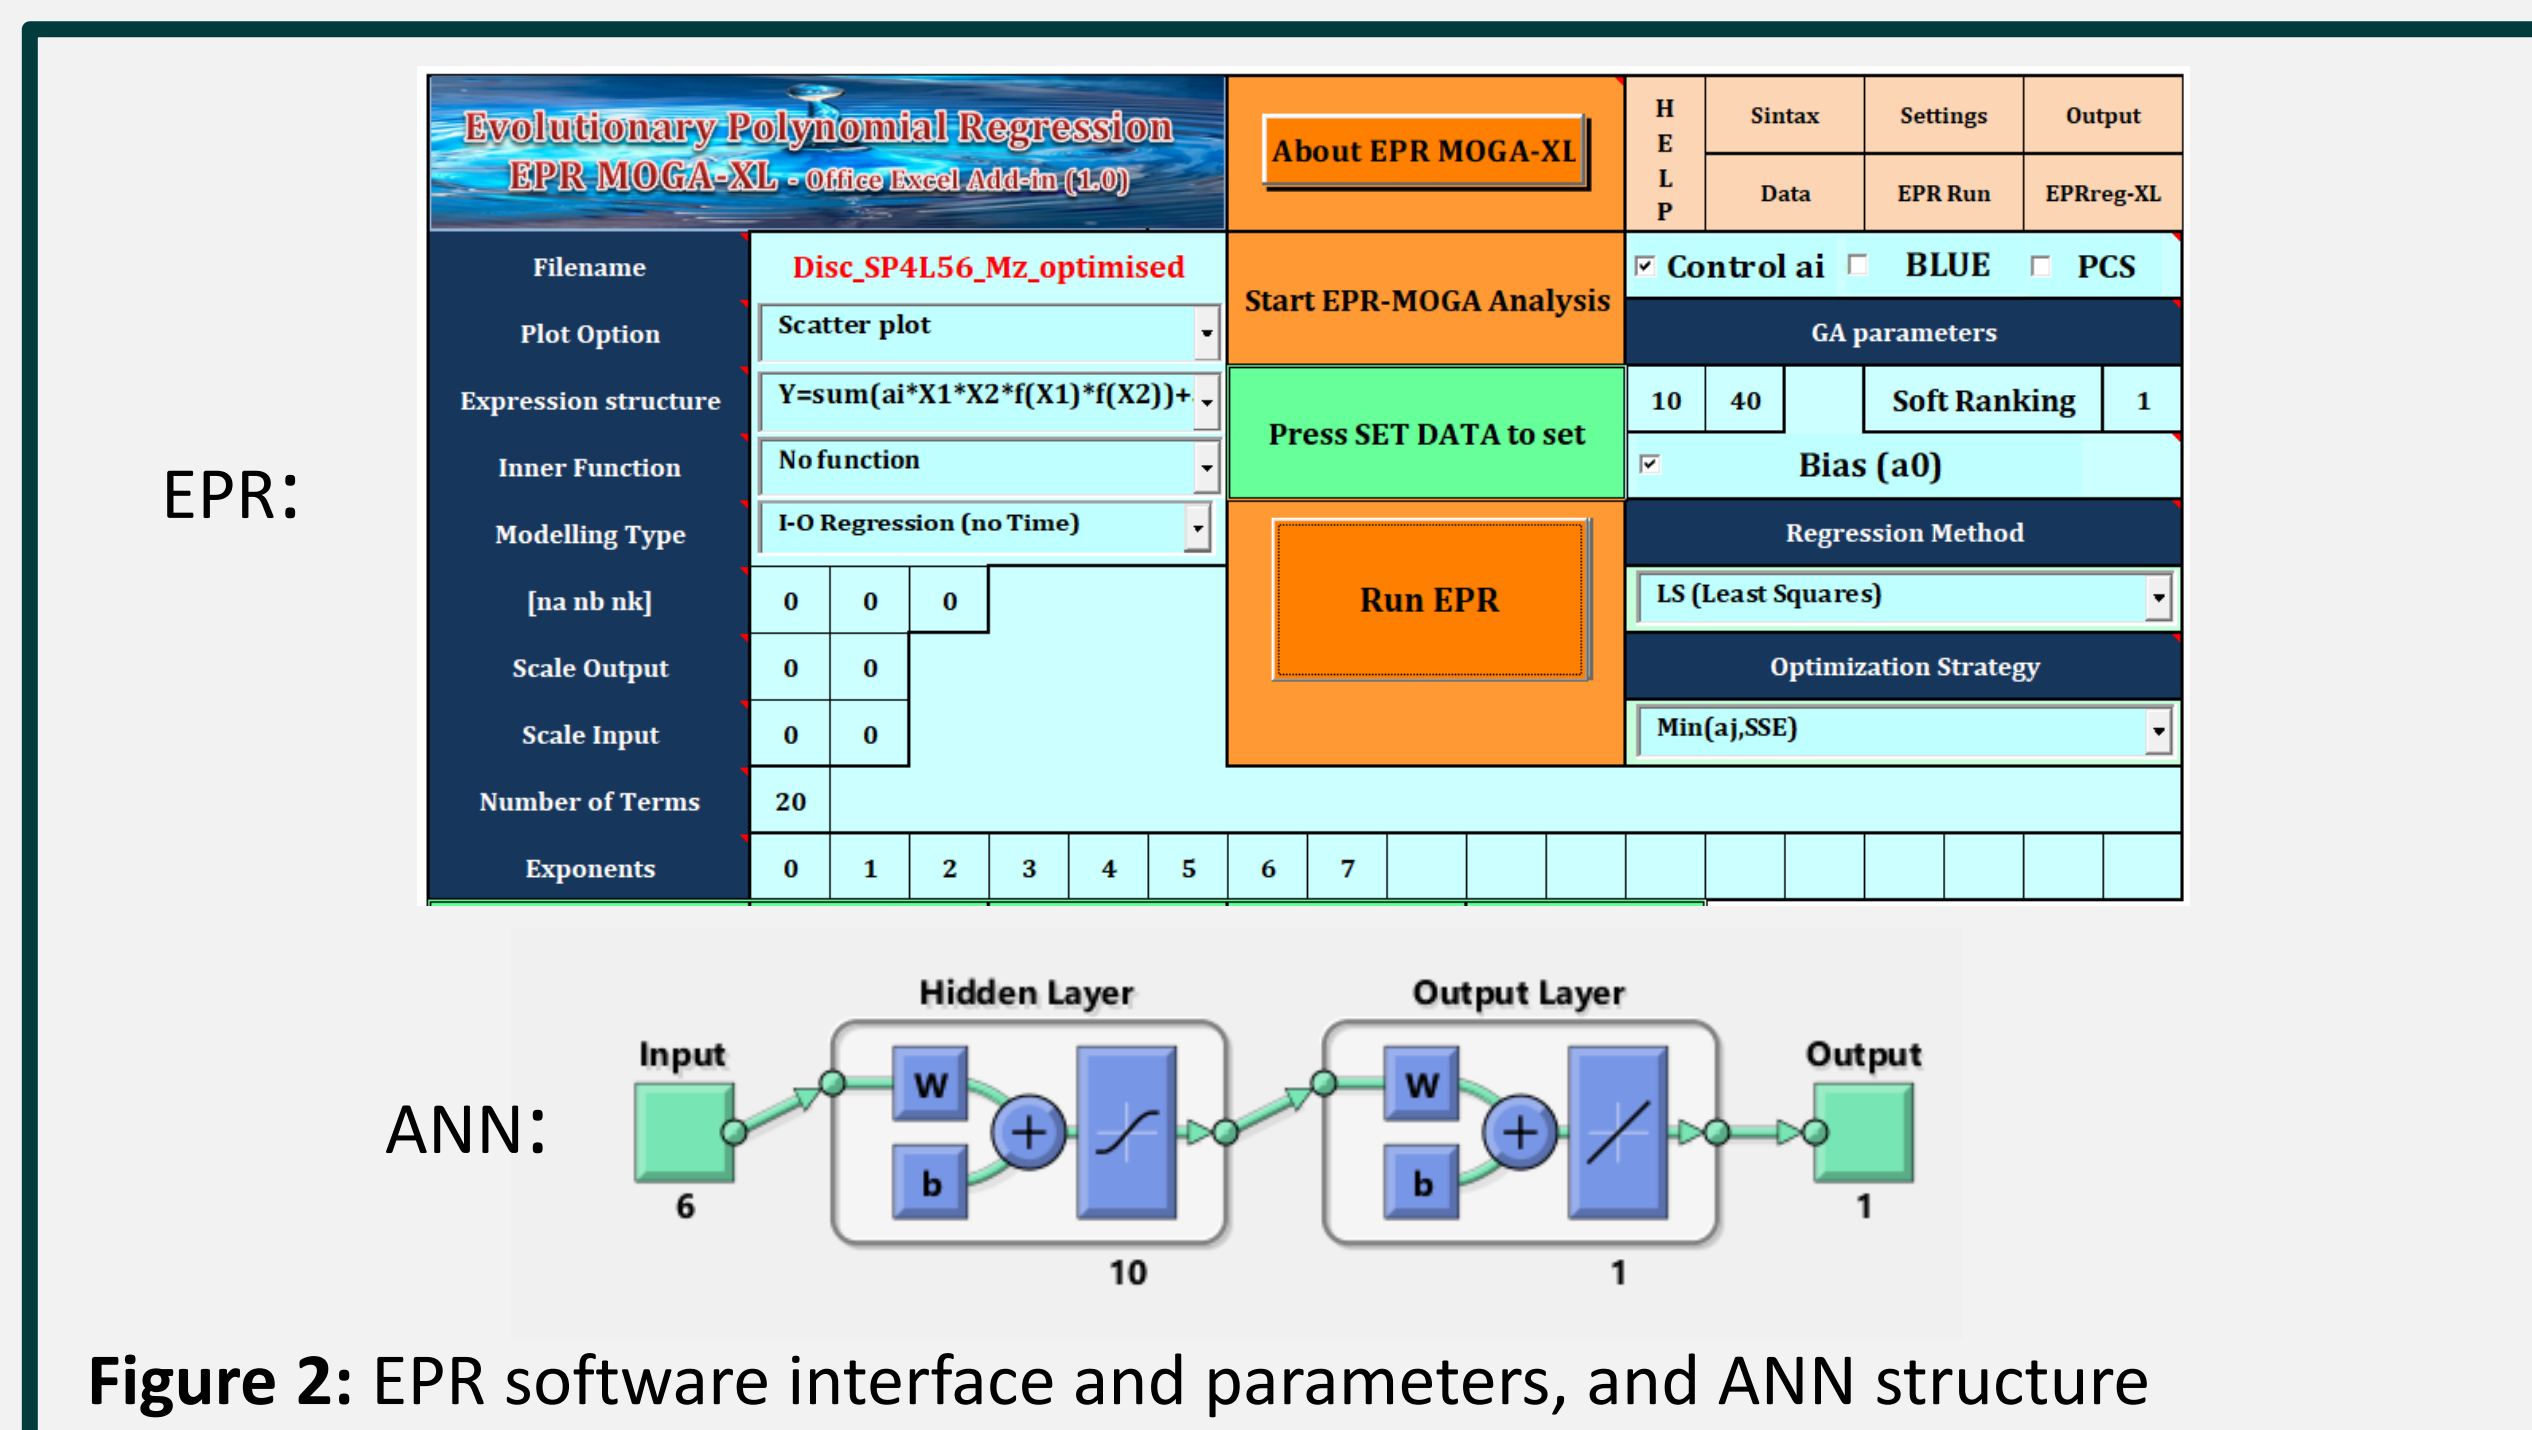 Evolutionary Polynomial Regression
EPR MOGA-XL - Office Excel Add-in (1.0)
About EPR MOGA-XL
HELP
Sintax Settings Output
Data EPR Run EPRreg-XL
Filename Disc_SP4L56_Mz_optimised
Start EPR-MOGA Analysis
Control ai BLUE PCS
Plot Option Scatter plot
GA parameters
Expression structure Y=sum(ai*X1*X2*f(X1)*f(X2))+
10 40 Soft Ranking 1
Press SET DATA to set
Inner Function No function
Bias (a0)
Modelling Type I-O Regression (no Time)
Regression Method
[na nb nk] 0 0 0
Run EPR
LS (Least Squares)
Scale Output 0 0
Optimization Strategy
Scale Input 0 0
Min(aj,SSE)
Number of Terms 20
Exponents 0 1 2 3 4 5 6 7
EPR:
Hidden Layer Output Layer
Input Output
W W
+ +
b b
6 1
10 1
ANN:
Figure 2: EPR software interface and parameters, and ANN structure